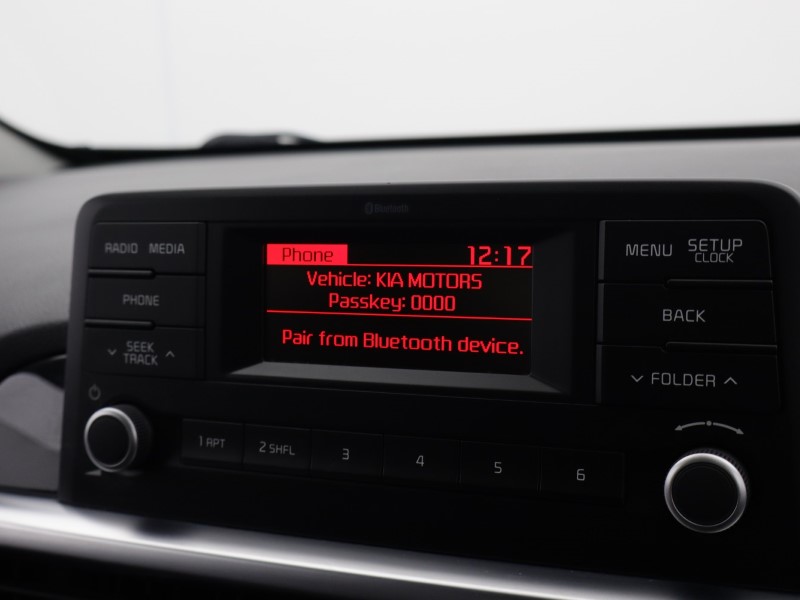 Bluetooth
RADIO MEDIA
PHONE
SEEK
TRACK
Phone 12:17
Vehicle: KIA MOTORS
Passkey: 0000
Pair from Bluetooth device.
MENU SETUP
CLOCK
BACK
FOLDER
1 RPT 2 SHFL 3 4 5 6